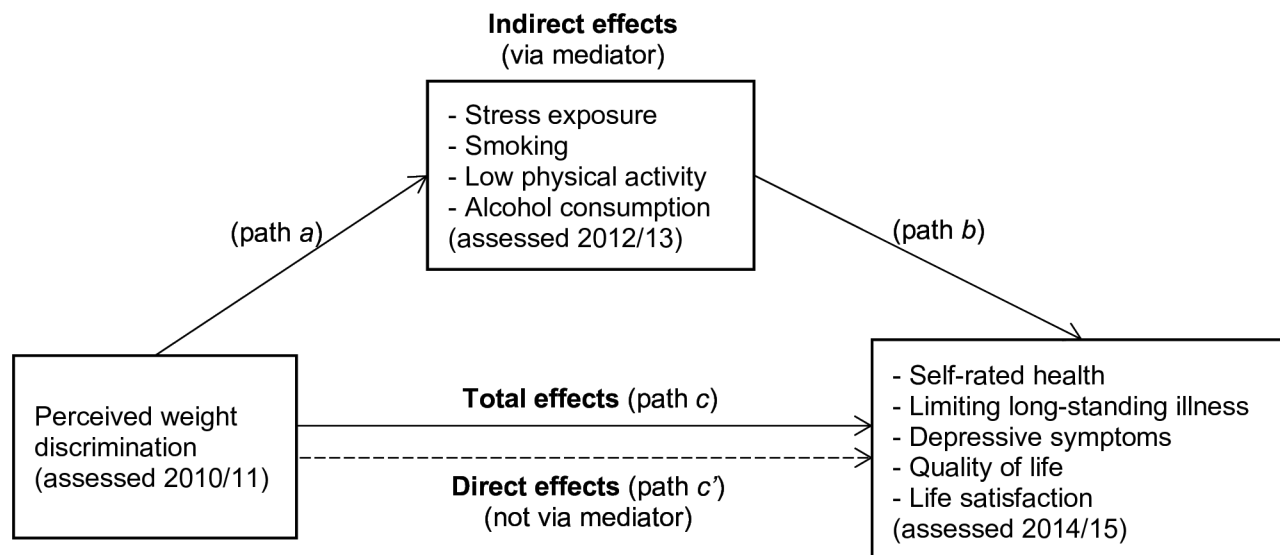 Indirect effects
(via mediator)
- Stress exposure
- Smoking
- Low physical activity
- Alcohol consumption
(assessed 2012/13)
(path a)
(path b)
Perceived weight
discrimination
(assessed 2010/11)
Total effects (path c)
Direct effects (path c’)
(not via mediator)
- Self-rated health
- Limiting long-standing illness
- Depressive symptoms
- Quality of life
- Life satisfaction
(assessed 2014/15)